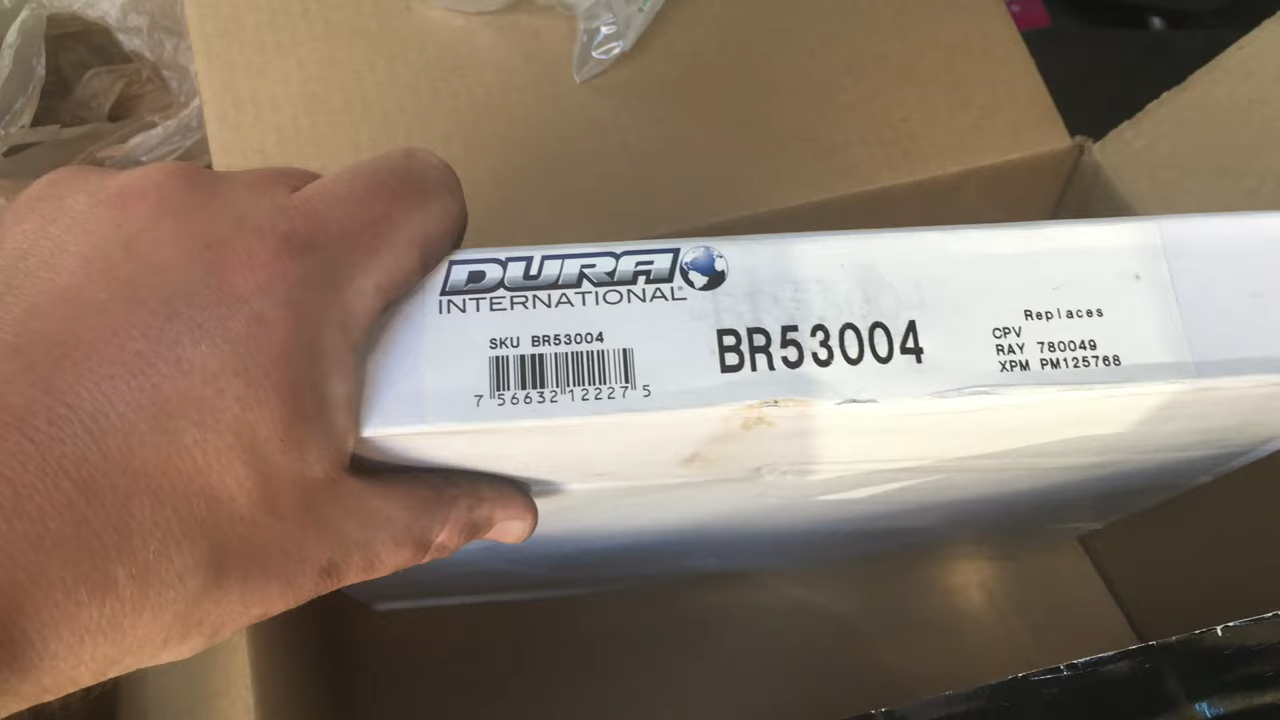 DURA
INTERNATIONAL®
SKU BR53004
7 56632 12227 5
BR53004
Replaces
CPV
RAY 780049
XPM PM125768